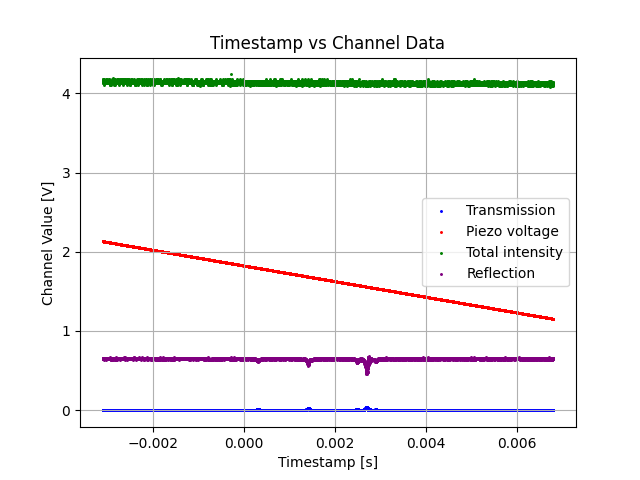 Timestamp vs Channel Data
Channel Value [V]
4
3
2
1
0
Transmission
Piezo voltage
Total intensity
Reflection
−0.002 0.000 0.002 0.004 0.006
Timestamp [s]